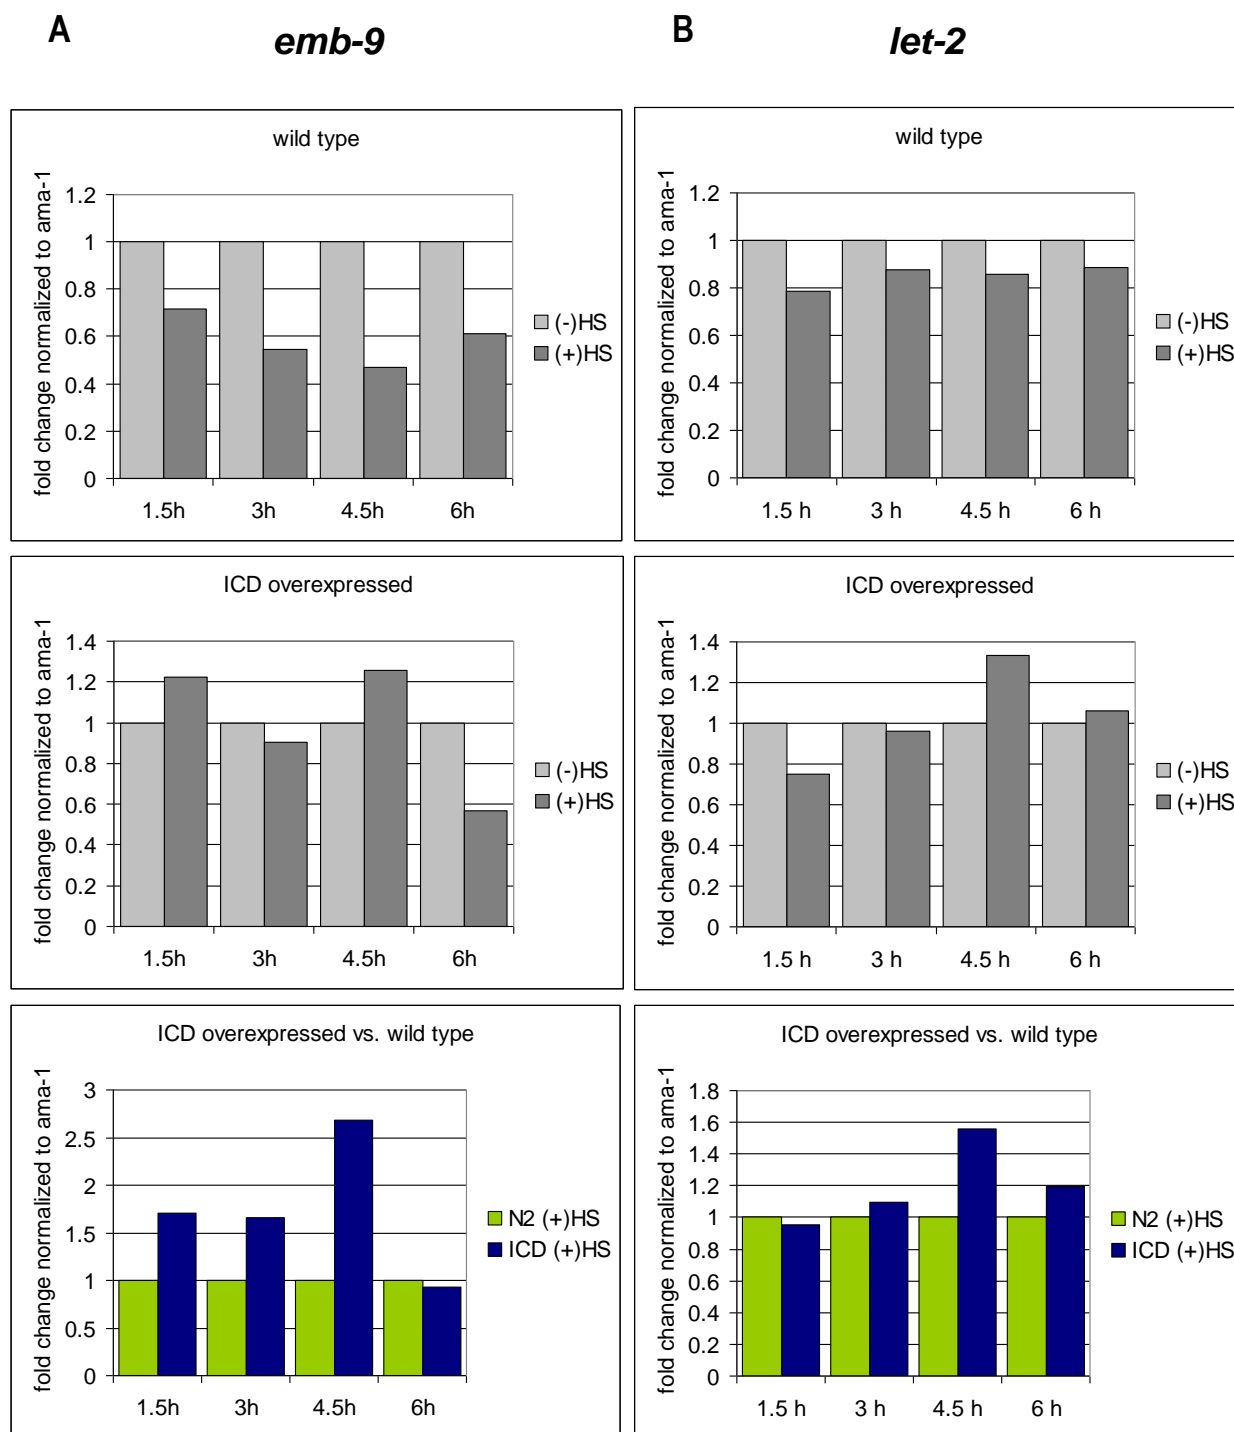 A
emb-9
B
let-2
wild type
fold change normalized to ama-1
1.2
1
0.8
0.6
0.4
0.2
0
1.5h 3h 4.5h 6h
(-)HS
(+)HS
wild type
fold change normalized to ama-1
1.2
1
0.8
0.6
0.4
0.2
0
1.5 h 3 h 4.5 h 6 h
(-)HS
(+)HS
ICD overexpressed
fold change normalized to ama-1
1.4
1.2
1
0.8
0.6
0.4
0.2
0
1.5h 3h 4.5h 6h
(-)HS
(+)HS
ICD overexpressed
fold change normalized to ama-1
1.4
1.2
1
0.8
0.6
0.4
0.2
0
1.5 h 3 h 4.5 h 6 h
(-)HS
(+)HS
ICD overexpressed vs. wild type
fold change normalized to ama-1
3
2.5
2
1.5
1
0.5
0
1.5h 3h 4.5h 6h
N2 (+)HS
ICD (+)HS
ICD overexpressed vs. wild type
fold change normalized to ama-1
1.8
1.6
1.4
1.2
1
0.8
0.6
0.4
0.2
0
1.5 h 3 h 4.5 h 6 h
N2 (+)HS
ICD (+)HS